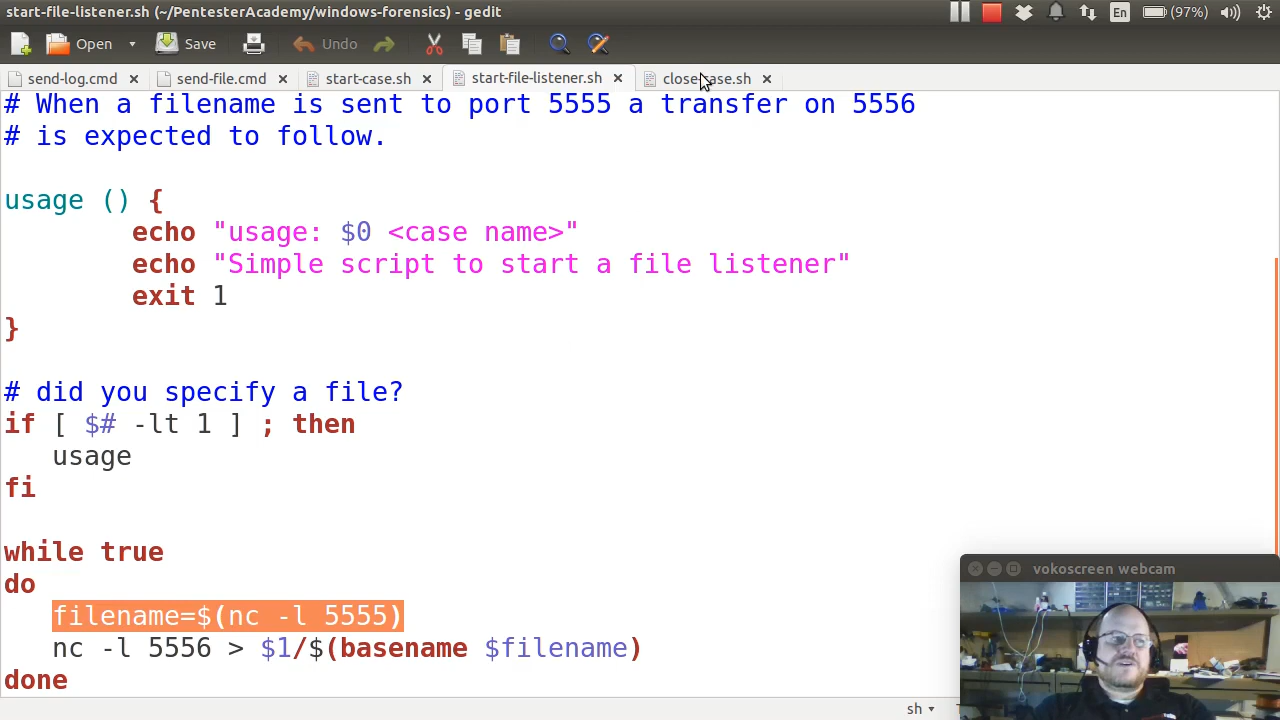 start-file-listener.sh (~/PentesterAcademy/windows-forensics) - gedit
En (97%)
Open Save Undo
send-log.cmd send-file.cmd start-case.sh start-file-listener.sh close-case.sh
# When a filename is sent to port 5555 a transfer on 5556
# is expected to follow.
usage () {
echo "usage: $0 <case name>"
echo "Simple script to start a file listener"
exit 1
}
# did you specify a file?
if [ $# -lt 1 ] ; then
usage
fi
while true
do
filename=$(nc -l 5555)
nc -l 5556 > $1/$(basename $filename)
done
vokoscreen webcam
sh